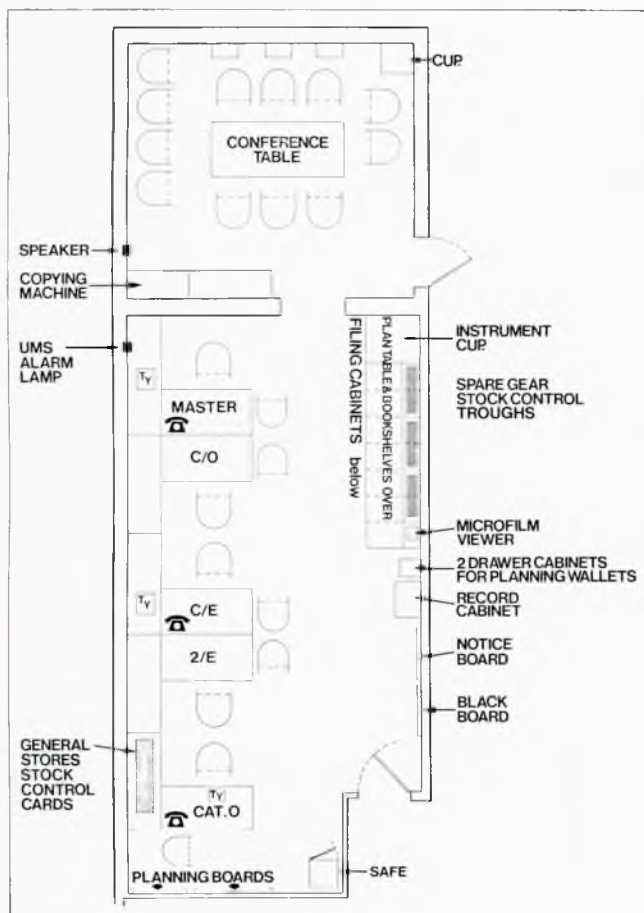 CUP.
CONFERENCE
TABLE
SPEAKER
COPYING
MACHINE
UMS
ALARM
LAMP
PLAN TABLE & BOOKSHELVES OVER
FILING CABINETS below
INSTRUMENT
CUP.
Ty
MASTER
SPARE GEAR
STOCK CONTROL
TROUGHS
C/O
MICROFILM
VIEWER
2 DRAWER CABINETS
FOR PLANNING WALLETS
Ty
C/E
RECORD
CABINET
2/E
NOTICE
BOARD
BLACK
BOARD
GENERAL
STORES
STOCK
CONTROL
CARDS
Ty
CAT.O
PLANNING BOARDS
SAFE